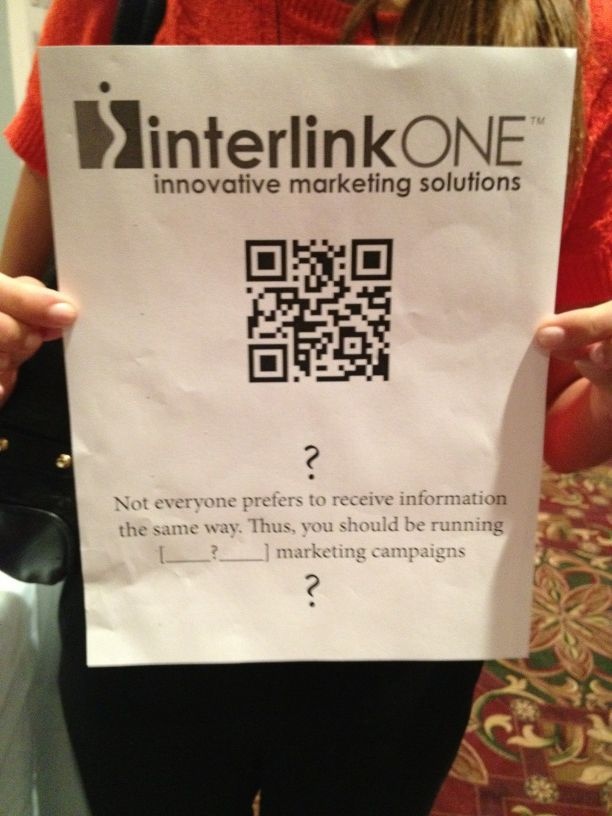 interlinkONE™
innovative marketing solutions
?
Not everyone prefers to receive information
the same way. Thus, you should be running
[____?____] marketing campaigns
?